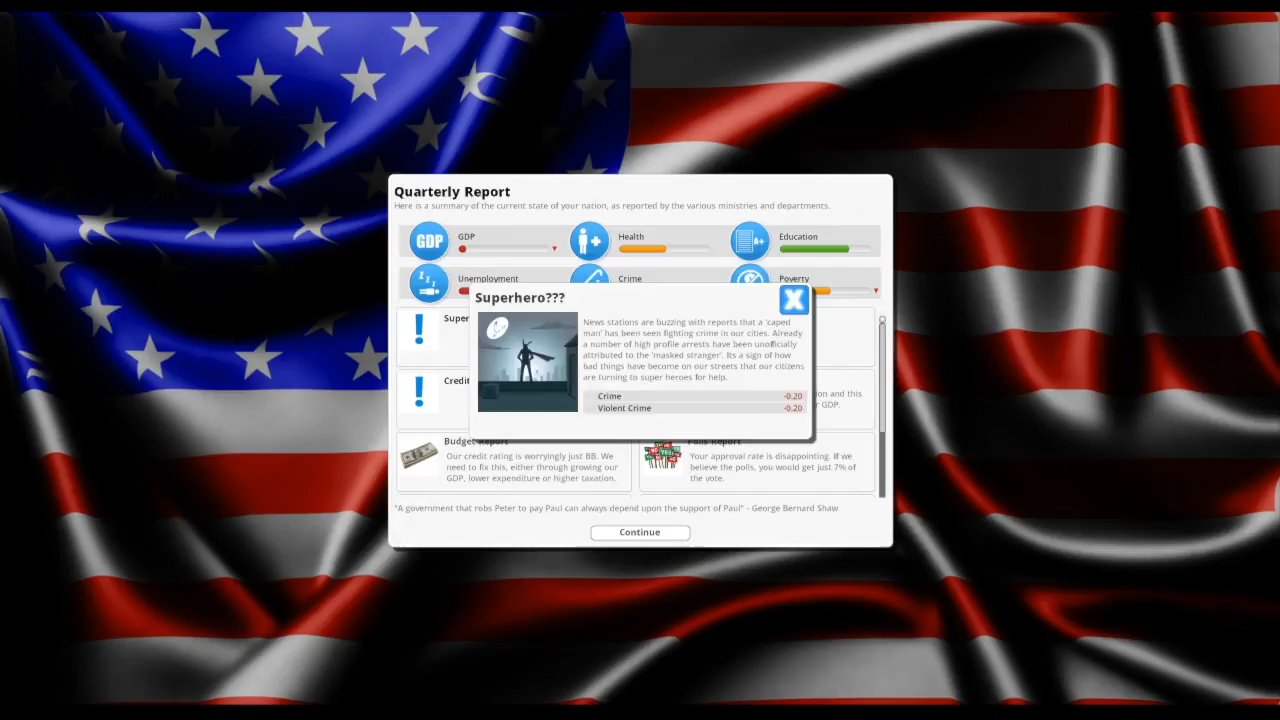 Quarterly Report
Here is a summary of the current state of your nation, as reported by the various ministries and departments.
GDP
GDP
Health
A+
Education
Unemployment
Crime
Poverty
Superhero???
News stations are buzzing with reports that a 'caped
man' has been seen fighting crime in our cities. Already
a number of high profile arrests have been unofficially
attributed to the 'masked stranger'. Its a sign of how
bad things have become on our streets that our citizens
are turning to super heroes for help.
Crime -0.20
Violent Crime -0.20
Super
Credit
on and this
GDP.
Budget Report
Our credit rating is worryingly just BB. We
need to fix this, either through growing our
GDP, lower expenditure or higher taxation.
Polls Report
Your approval rate is disappointing. If we
believe the polls, you would get just 7% of
the vote.
"A government that robs Peter to pay Paul can always depend upon the support of Paul" - George Bernard Shaw
Continue